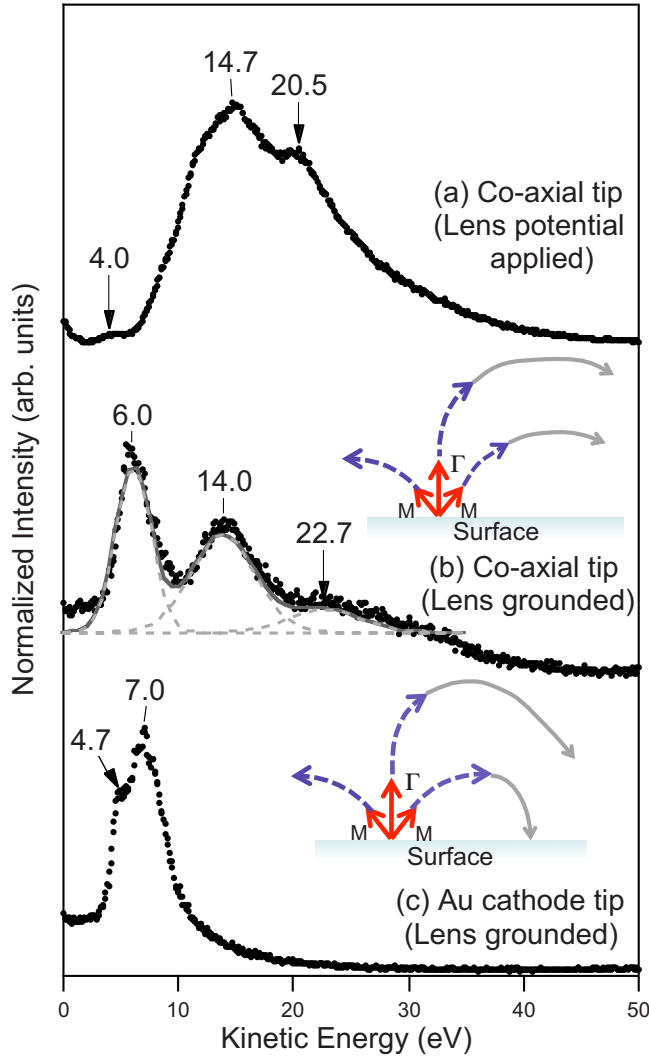 14.7
20.5
4.0
(a) Co-axial tip
(Lens potential
applied)
Normalized Intensity (arb. units)
6.0
14.0
22.7
Γ
M
M
Surface
(b) Co-axial tip
(Lens grounded)
7.0
4.7
Γ
M
M
Surface
(c) Au cathode tip
(Lens grounded)
0
10
20
30
40
50
Kinetic Energy (eV)